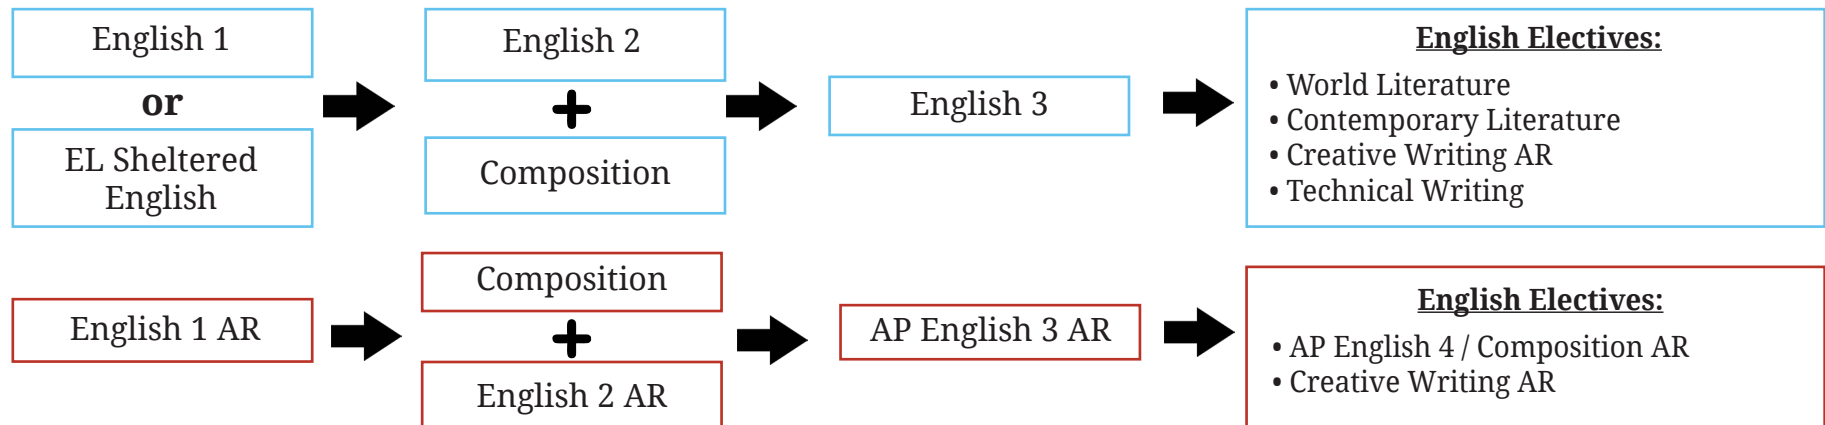 English 1
or
EL Sheltered
English
English 2
+
Composition
English 3
English Electives:
• World Literature
• Contemporary Literature
• Creative Writing AR
• Technical Writing
English 1 AR
Composition
+
English 2 AR
AP English 3 AR
English Electives:
• AP English 4 / Composition AR
• Creative Writing AR